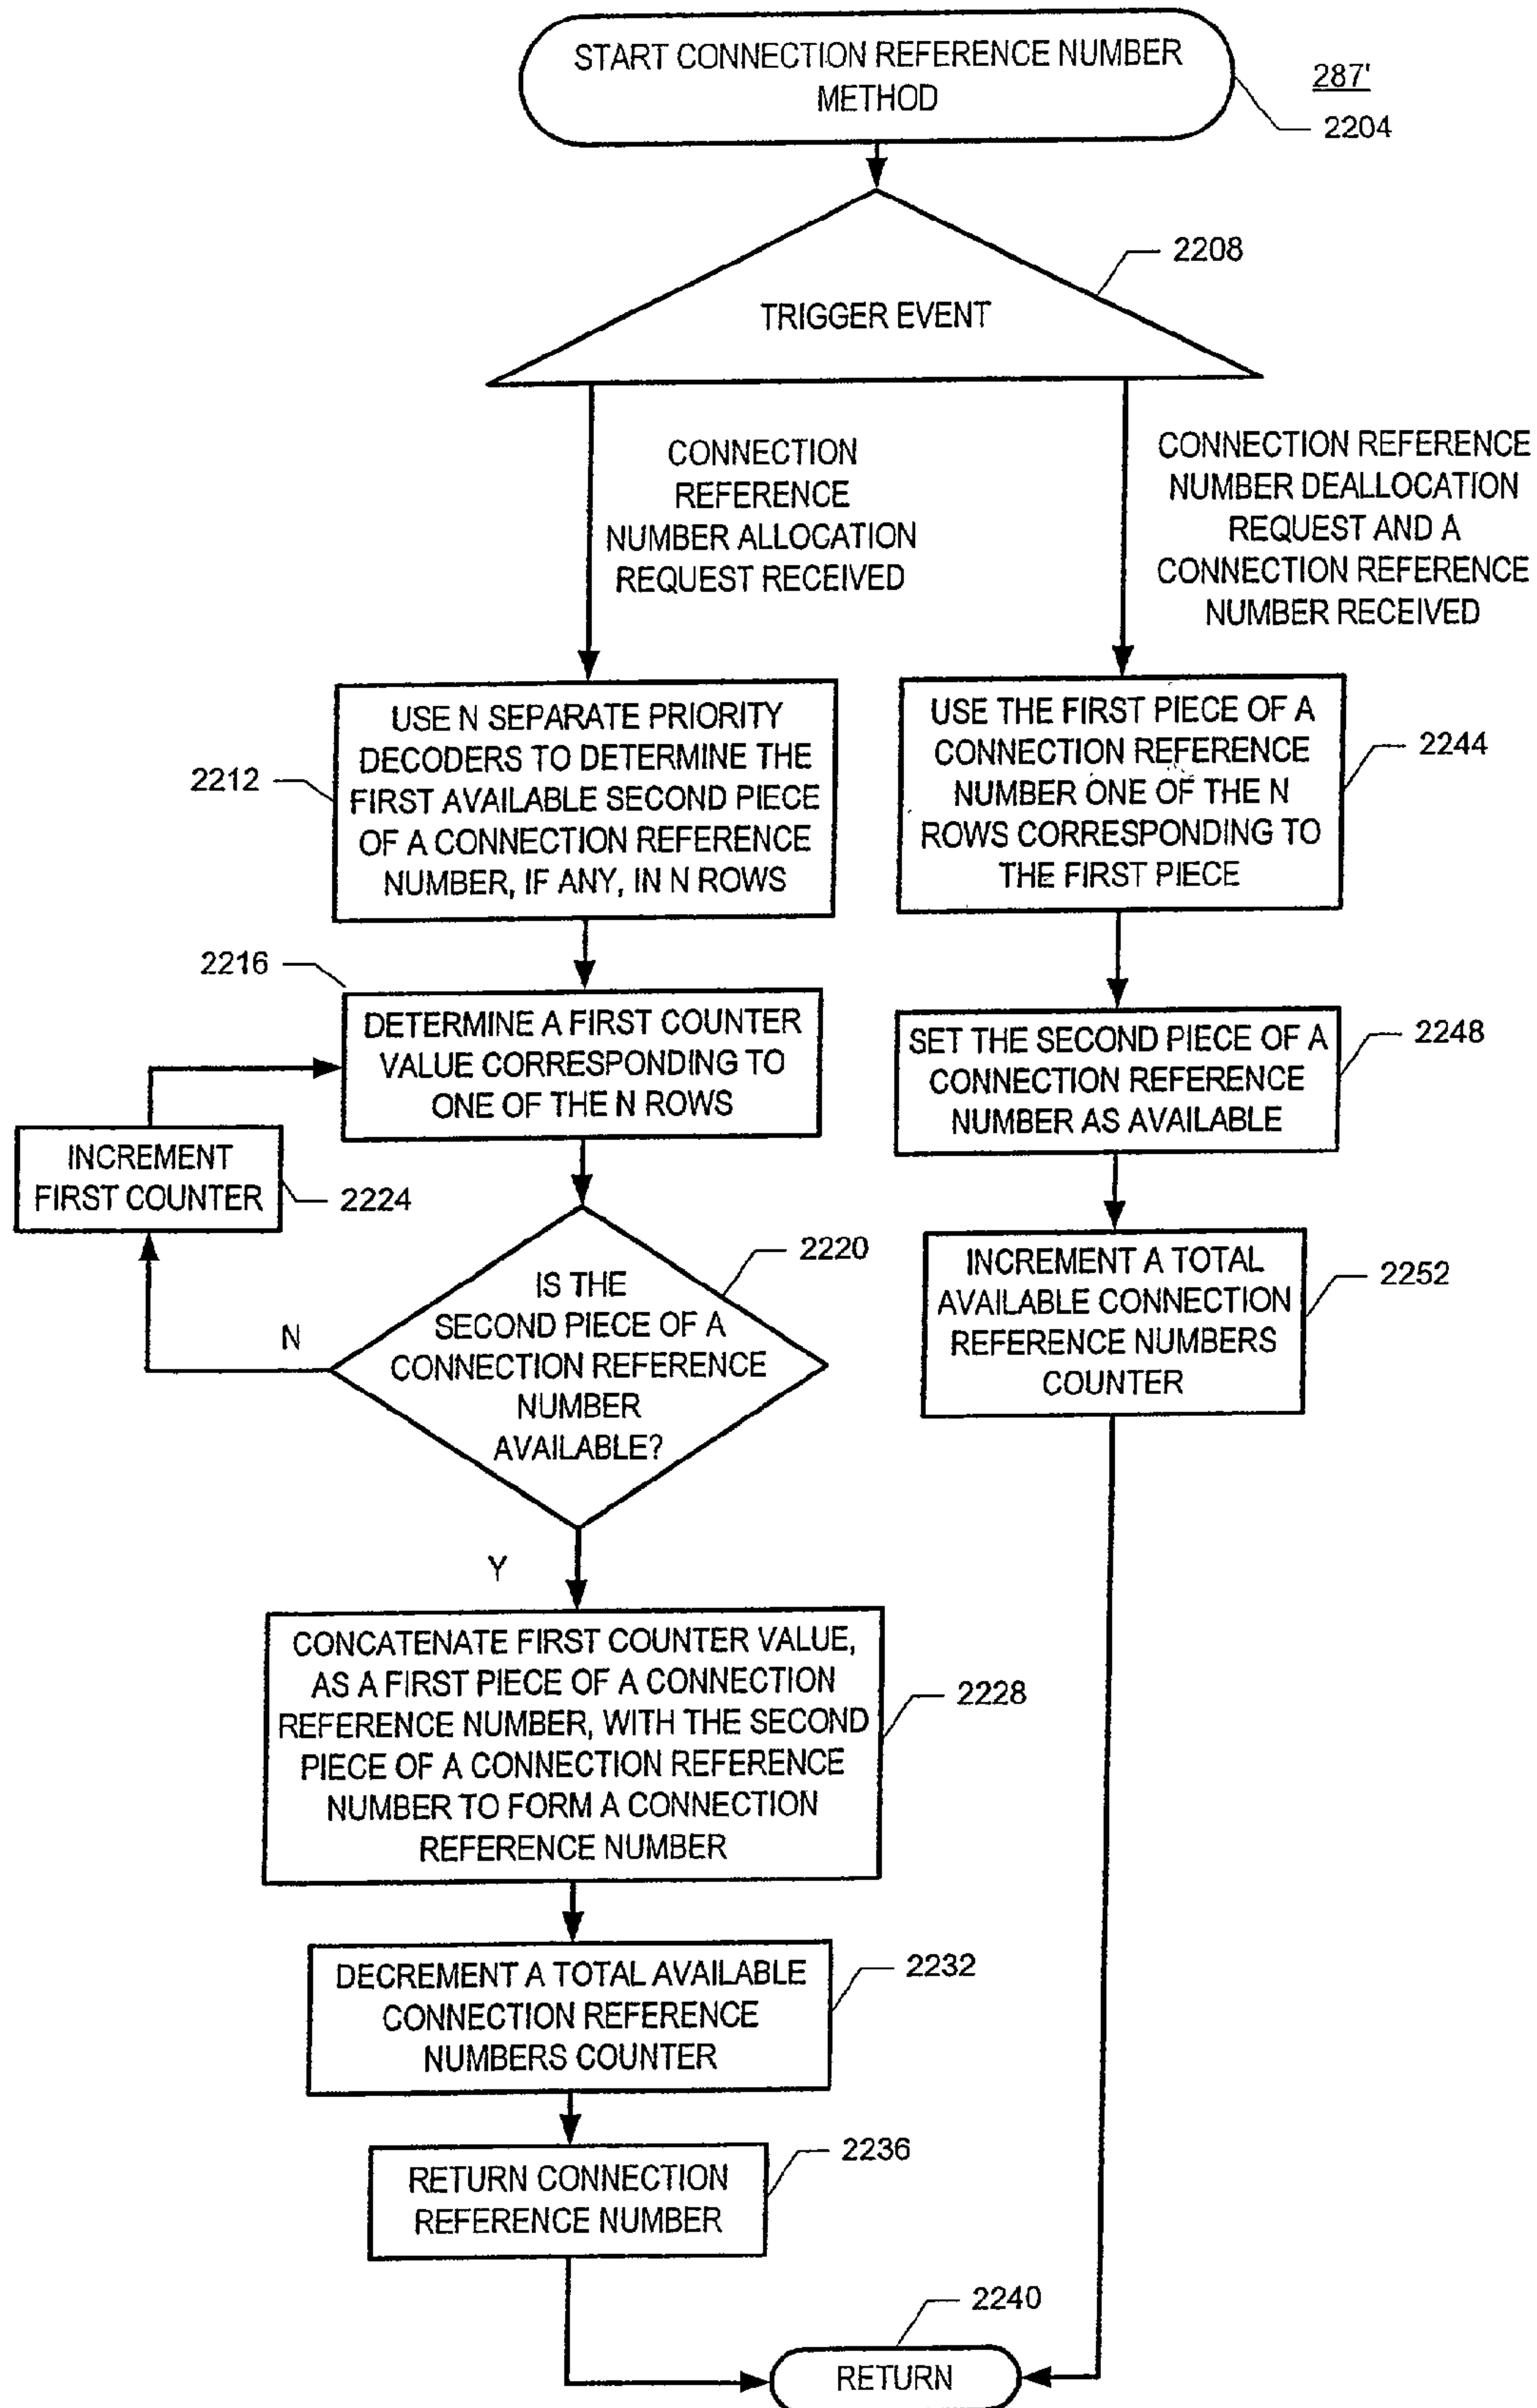 START CONNECTION REFERENCE NUMBER
METHOD
287'
2204
2208
TRIGGER EVENT
CONNECTION
REFERENCE
NUMBER ALLOCATION
REQUEST RECEIVED
CONNECTION REFERENCE
NUMBER DEALLOCATION
REQUEST AND A
CONNECTION REFERENCE
NUMBER RECEIVED
2212
USE N SEPARATE PRIORITY
DECODERS TO DETERMINE THE
FIRST AVAILABLE SECOND PIECE
OF A CONNECTION REFERENCE
NUMBER, IF ANY, IN N ROWS
USE THE FIRST PIECE OF A
CONNECTION REFERENCE
NUMBER ONE OF THE N
ROWS CORRESPONDING TO
THE FIRST PIECE
2244
2216
DETERMINE A FIRST COUNTER
VALUE CORRESPONDING TO
ONE OF THE N ROWS
SET THE SECOND PIECE OF A
CONNECTION REFERENCE
NUMBER AS AVAILABLE
2248
INCREMENT
FIRST COUNTER
2224
2220
IS THE
SECOND PIECE OF A
CONNECTION REFERENCE
NUMBER
AVAILABLE?
N
INCREMENT A TOTAL
AVAILABLE CONNECTION
REFERENCE NUMBERS
COUNTER
2252
Y
CONCATENATE FIRST COUNTER VALUE,
AS A FIRST PIECE OF A CONNECTION
REFERENCE NUMBER, WITH THE SECOND
PIECE OF A CONNECTION REFERENCE
NUMBER TO FORM A CONNECTION
REFERENCE NUMBER
2228
DECREMENT A TOTAL AVAILABLE
CONNECTION REFERENCE
NUMBERS COUNTER
2232
RETURN CONNECTION
REFERENCE NUMBER
2236
2240
RETURN